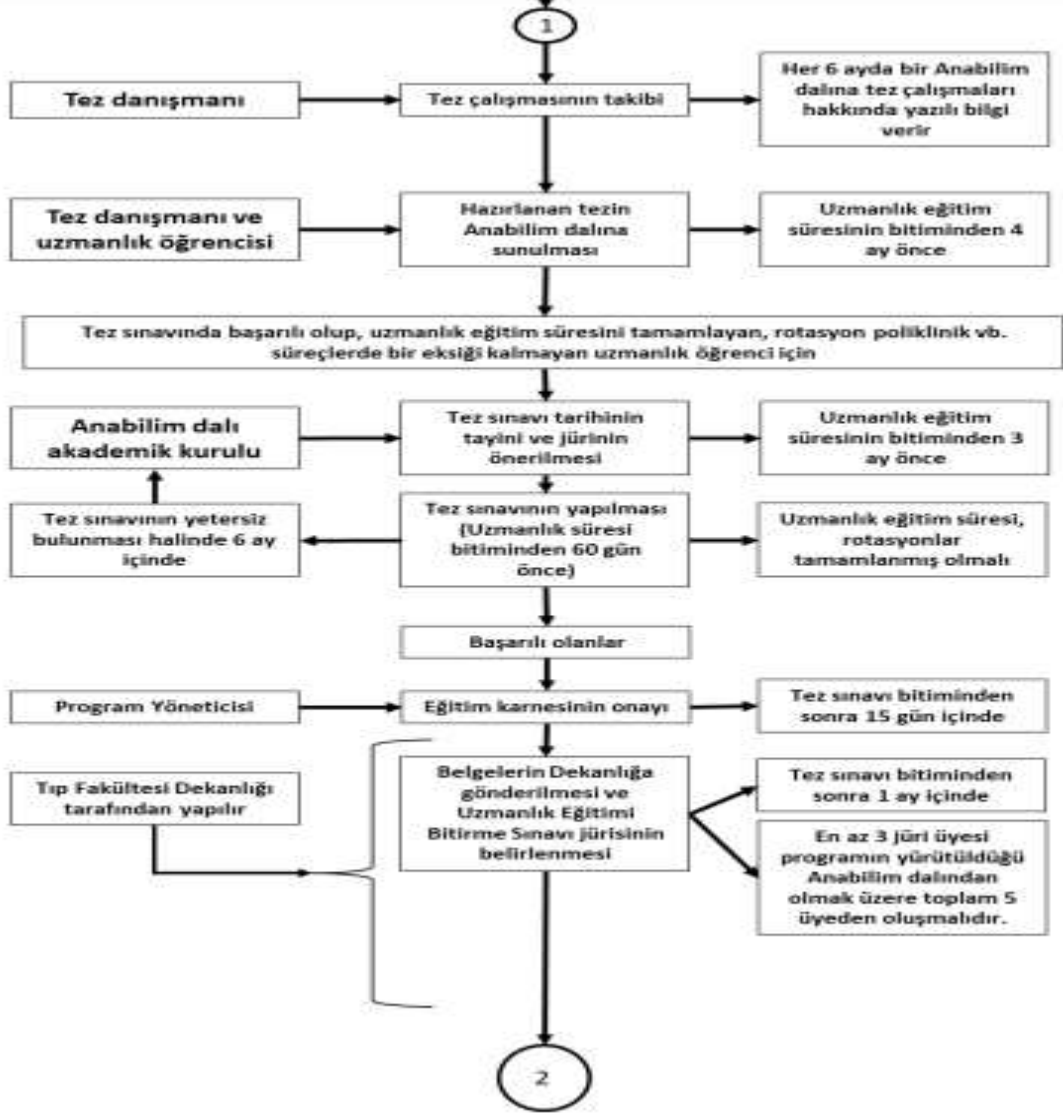 1
Tez danışmanı
Tez çalışmasının takibi
Her 6 ayda bir Anabilim
dalına tez çalışmaları
hakkında yazılı bilgi
verir
Tez danışmanı ve
uzmanlık öğrencisi
Hazırlanan tezin
Anabilim dalına
sunulması
Uzmanlık eğitim
süresinin bitiminden 4
ay önce
Tez sınavında başarılı olup, uzmanlık eğitim süresini tamamlayan, rotasyon poliklinik vb.
süreçlerde bir eksiği kalmayan uzmanlık öğrenci için
Anabilim dalı
akademik kurulu
Tez sınavı tarihinin
tayini ve jürinin
önerilmesi
Uzmanlık eğitim
süresinin bitiminden 3
ay önce
Tez sınavının yetersiz
bulunması halinde 6 ay
içinde
Tez sınavının yapılması
(Uzmanlık süresi
bitiminden 60 gün
önce)
Uzmanlık eğitim süresi,
rotasyonlar
tamamlanmış olmalı
Başarılı olanlar
Program Yöneticisi
Eğitim karnesinin onayı
Tez sınavı bitiminden
sonra 15 gün içinde
Tıp Fakültesi Dekanlığı
tarafından yapılır
Belgelerin Dekanlığa
gönderilmesi ve
Uzmanlık Eğitimi
Bitirme Sınavı jürisinin
belirlenmesi
Tez sınavı bitiminden
sonra 1 ay içinde
En az 3 jüri üyesi
programın yürütüldüğü
Anabilim dalından
olmak üzere toplam 5
üyeden oluşmalıdır.
2